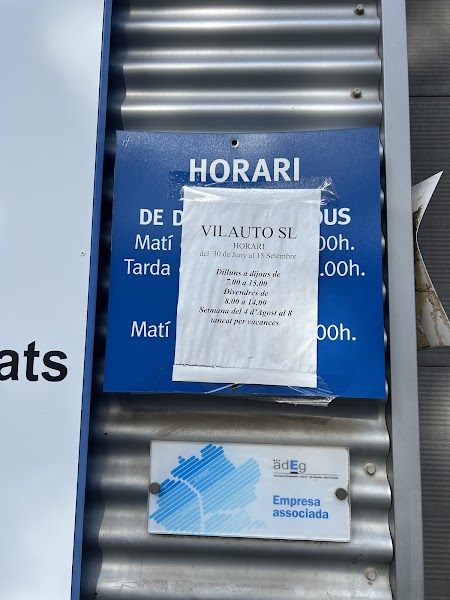 HORARI
DE D OUS
Matí 00h.
Tarda .00h.
Matí 00h.
VILAUTO SL
HORARI
del 30 de Juny al 15 Setembre
Dilluns a dijous de
7.00 a 15.00
Divendres de
8.00 a 14.00
Setmana del 4 d'Agost al 8
tancat per vacances
ats
adEg
Empresa
associada